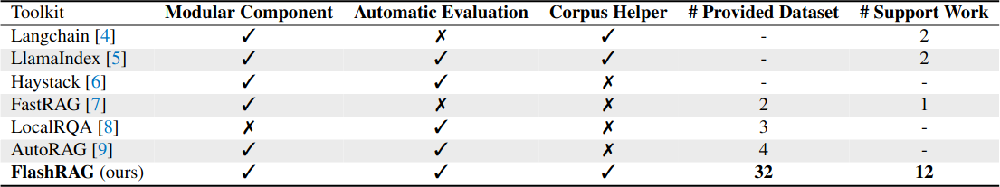 Toolkit Modular Component Automatic Evaluation Corpus Helper # Provided Dataset # Support Work
Langchain [4] ✓ ✗ ✓ - 2
LlamaIndex [5] ✓ ✓ ✓ - 2
Haystack [6] ✓ ✓ ✗ - -
FastRAG [7] ✓ ✗ ✗ 2 1
LocalRQA [8] ✗ ✓ ✗ 3 -
AutoRAG [9] ✓ ✓ ✗ 4 -
FlashRAG (ours) ✓ ✓ ✓ 32 12